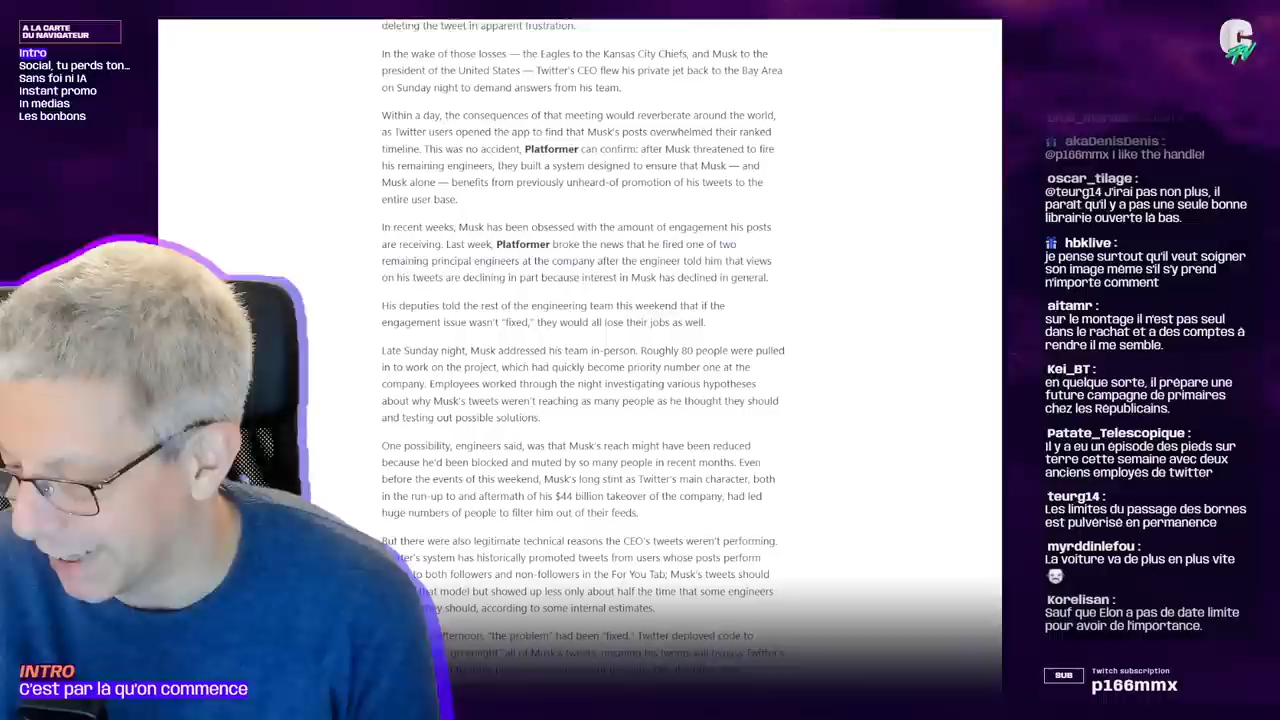 A LA CARTE
DU NAVIGATEUR
Intro
Social, tu perds ton...
Sans foi ni IA
Instant promo
In médias
Les bonbons
deleting the tweet in apparent frustration.
In the wake of those losses — the Eagles to the Kansas City Chiefs, and Musk to the
president of the United States — Twitter's CEO flew his private jet back to the Bay Area
on Sunday night to demand answers from his team.
Within a day, the consequences of that meeting would reverberate around the world,
as Twitter users opened the app to find that Musk's posts overwhelmed their ranked
timeline. This was no accident, Platformer can confirm: after Musk threatened to fire
his remaining engineers, they built a system designed to ensure that Musk — and
Musk alone — benefits from previously unheard-of promotion of his tweets to the
entire user base.
In recent weeks, Musk has been obsessed with the amount of engagement his posts
are receiving. Last week, Platformer broke the news that he fired one of two
remaining principal engineers at the company after the engineer told him that views
on his tweets are declining in part because interest in Musk has declined in general.
His deputies told the rest of the engineering team this weekend that if the
engagement issue wasn't "fixed," they would all lose their jobs as well.
Late Sunday night, Musk addressed his team in-person. Roughly 80 people were pulled
in to work on the project, which had quickly become priority number one at the
company. Employees worked through the night investigating various hypotheses
about why Musk's tweets weren't reaching as many people as he thought they should
and testing out possible solutions.
One possibility, engineers said, was that Musk's reach might have been reduced
because he'd been blocked and muted by so many people in recent months. Even
before the events of this weekend, Musk's long stint as Twitter's main character, both
in the run-up to and aftermath of his $44 billion takeover of the company, had led
huge numbers of people to filter him out of their feeds.
But there were also legitimate technical reasons the CEO's tweets weren't performing.
system has historically promoted tweets from users whose posts perform
to both followers and non-followers in the For You Tab; Musk's tweets should
that model but showed up less only about half the time that some engineers
they should, according to some internal estimates.
afternoon, "the problem" had been "fixed." Twitter deployed code to
all of Musk's tweets, meaning his tweets will bypass Twitter's
akaDenisDenis :
@p166mmx I like the handle!
oscar_tilage :
@teurg14 J'irai pas non plus, il
paraît qu'il y a pas une seule bonne
librairie ouverte là bas.
hbklive :
je pense surtout qu'il veut soigner
son image même s'il s'y prend
n'importe comment
aitamr :
sur le montage il n'est pas seul
dans le rachat et a des comptes à
rendre il me semble.
Kei_BT :
en quelque sorte, il prépare une
future campagne de primaires
chez les Républicains.
Patate_Telescopique :
Il y a eu un épisode des pieds sur
terre cette semaine avec deux
anciens employés de twitter
teurg14 :
Les limites du passage des bornes
est pulvérisé en permanence
myrddinlefou :
La voiture va de plus en plus vite
Korelisan :
Sauf que Elon a pas de date limite
pour avoir de l'importance.
INTRO
C'est par là qu'on commence
SUB
Twitch subscription
p166mmx